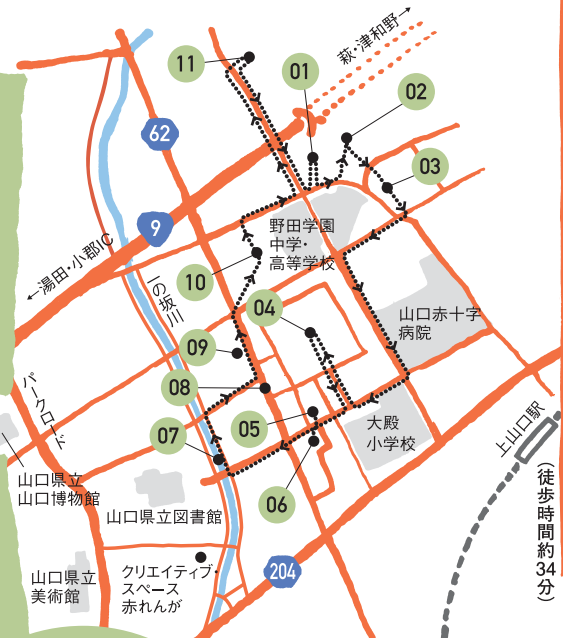 萩・津和野
11
01
02
62
03
9
野田学園
中学・
高等学校
←湯田・小郡IC
10
一の坂川
04
山口赤十字
病院
09
08
パークロード
05
大殿
小学校
07
上山口駅
(徒歩時間約34分)
山口県立
山口博物館
06
山口県立図書館
204
山口県立
美術館
クリエイティブ・
スペース
赤れんが